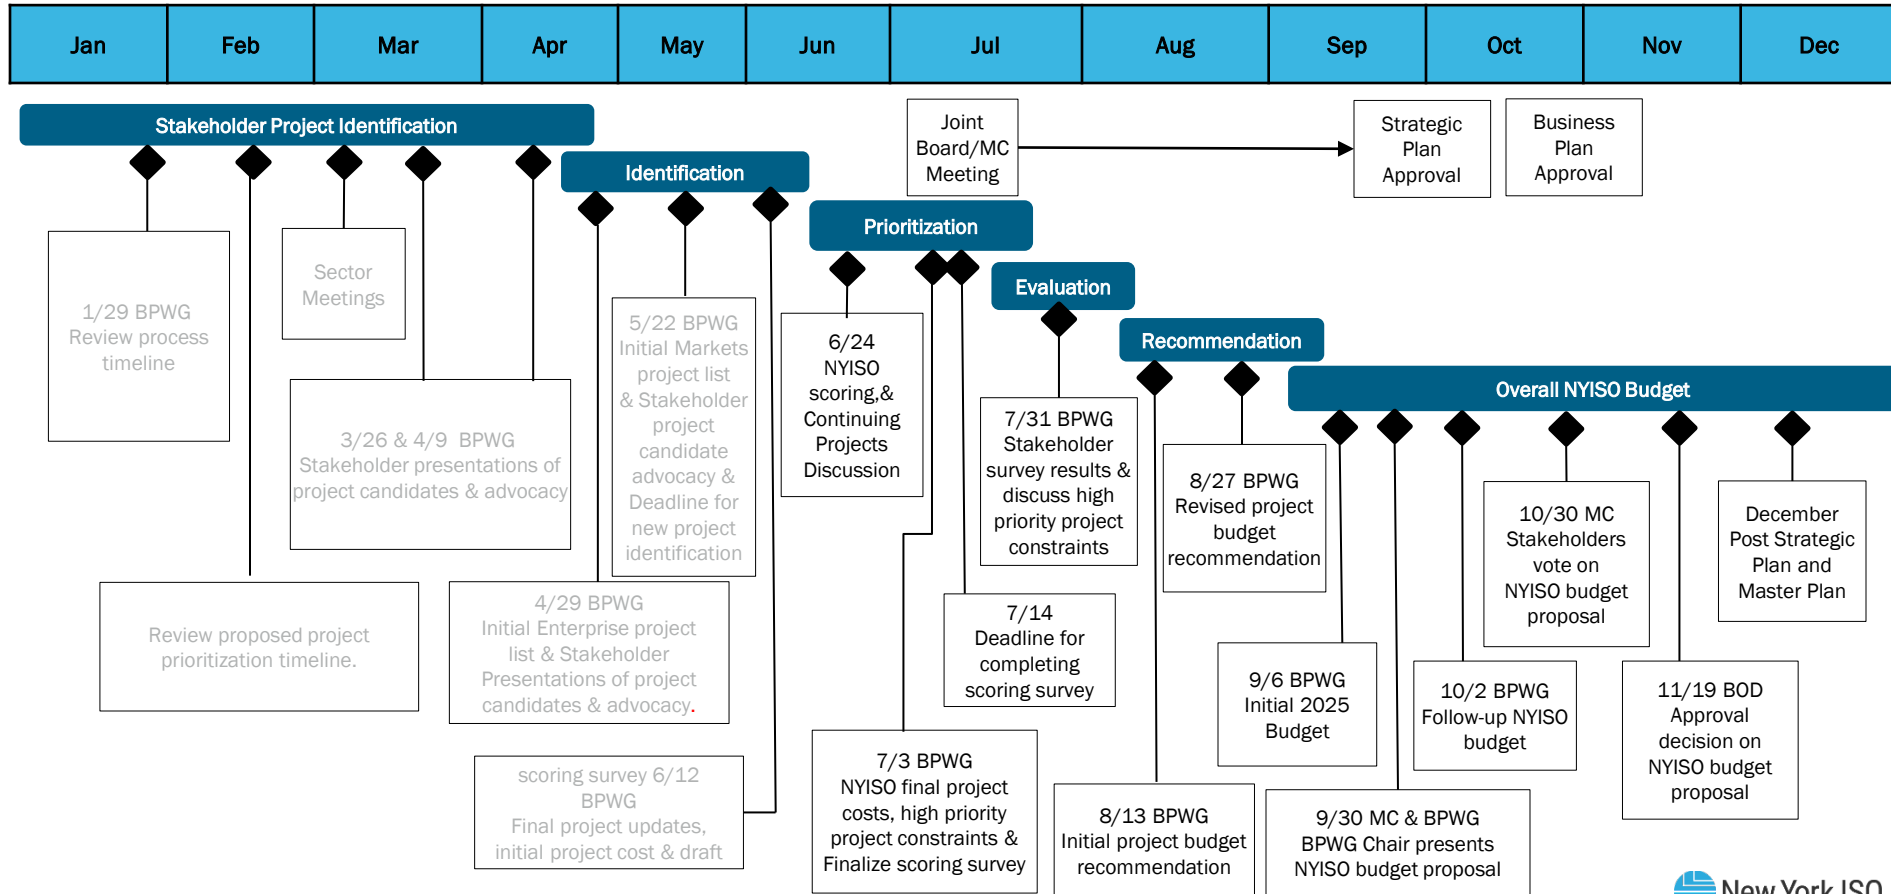 Jan Feb Mar Apr May Jun Jul Aug Sep Oct Nov Dec
Stakeholder Project Identification
Identification
Prioritization
Evaluation
Recommendation
Overall NYISO Budget
Joint
Board/MC
Meeting
Strategic
Plan
Approval
Business
Plan
Approval
1/29 BPWG
Review process
timeline
Review proposed project
prioritization timeline.
Sector
Meetings
3/26 & 4/9 BPWG
Stakeholder presentations of
project candidates & advocacy
4/29 BPWG
Initial Enterprise project
list & Stakeholder
Presentations of project
candidates & advocacy.
5/22 BPWG
Initial Markets
project list
& Stakeholder
project
candidate
advocacy &
Deadline for
new project
identification
scoring survey 6/12
BPWG
Final project updates,
initial project cost & draft
6/24
NYISO
scoring,&
Continuing
Projects
Discussion
7/3 BPWG
NYISO final project
costs, high priority
project constraints &
Finalize scoring survey
7/14
Deadline for
completing
scoring survey
7/31 BPWG
Stakeholder
survey results &
discuss high
priority project
constraints
8/13 BPWG
Initial project budget
recommendation
8/27 BPWG
Revised project
budget
recommendation
9/6 BPWG
Initial 2025
Budget
9/30 MC & BPWG
BPWG Chair presents
NYISO budget proposal
10/2 BPWG
Follow-up NYISO
budget
10/30 MC
Stakeholders
vote on
NYISO budget
proposal
11/19 BOD
Approval
decision on
NYISO budget
proposal
December
Post Strategic
Plan and
Master Plan
New York ISO